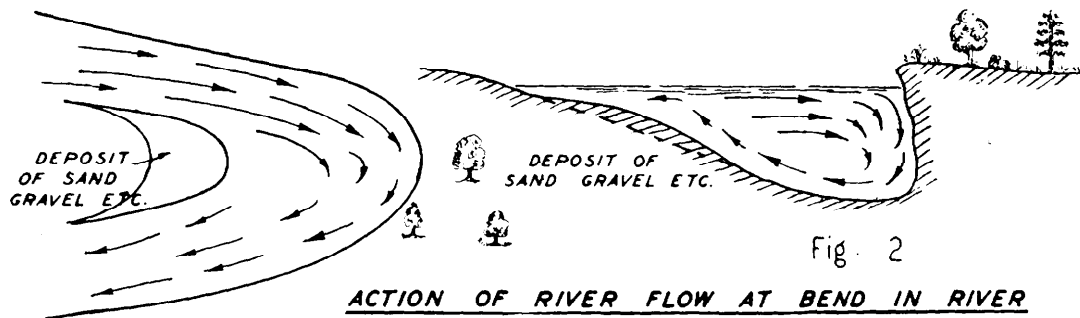 DEPOSIT
OF SAND
GRAVEL ETC.
DEPOSIT OF
SAND GRAVEL ETC.
Fig. 2
ACTION OF RIVER FLOW AT BEND IN RIVER